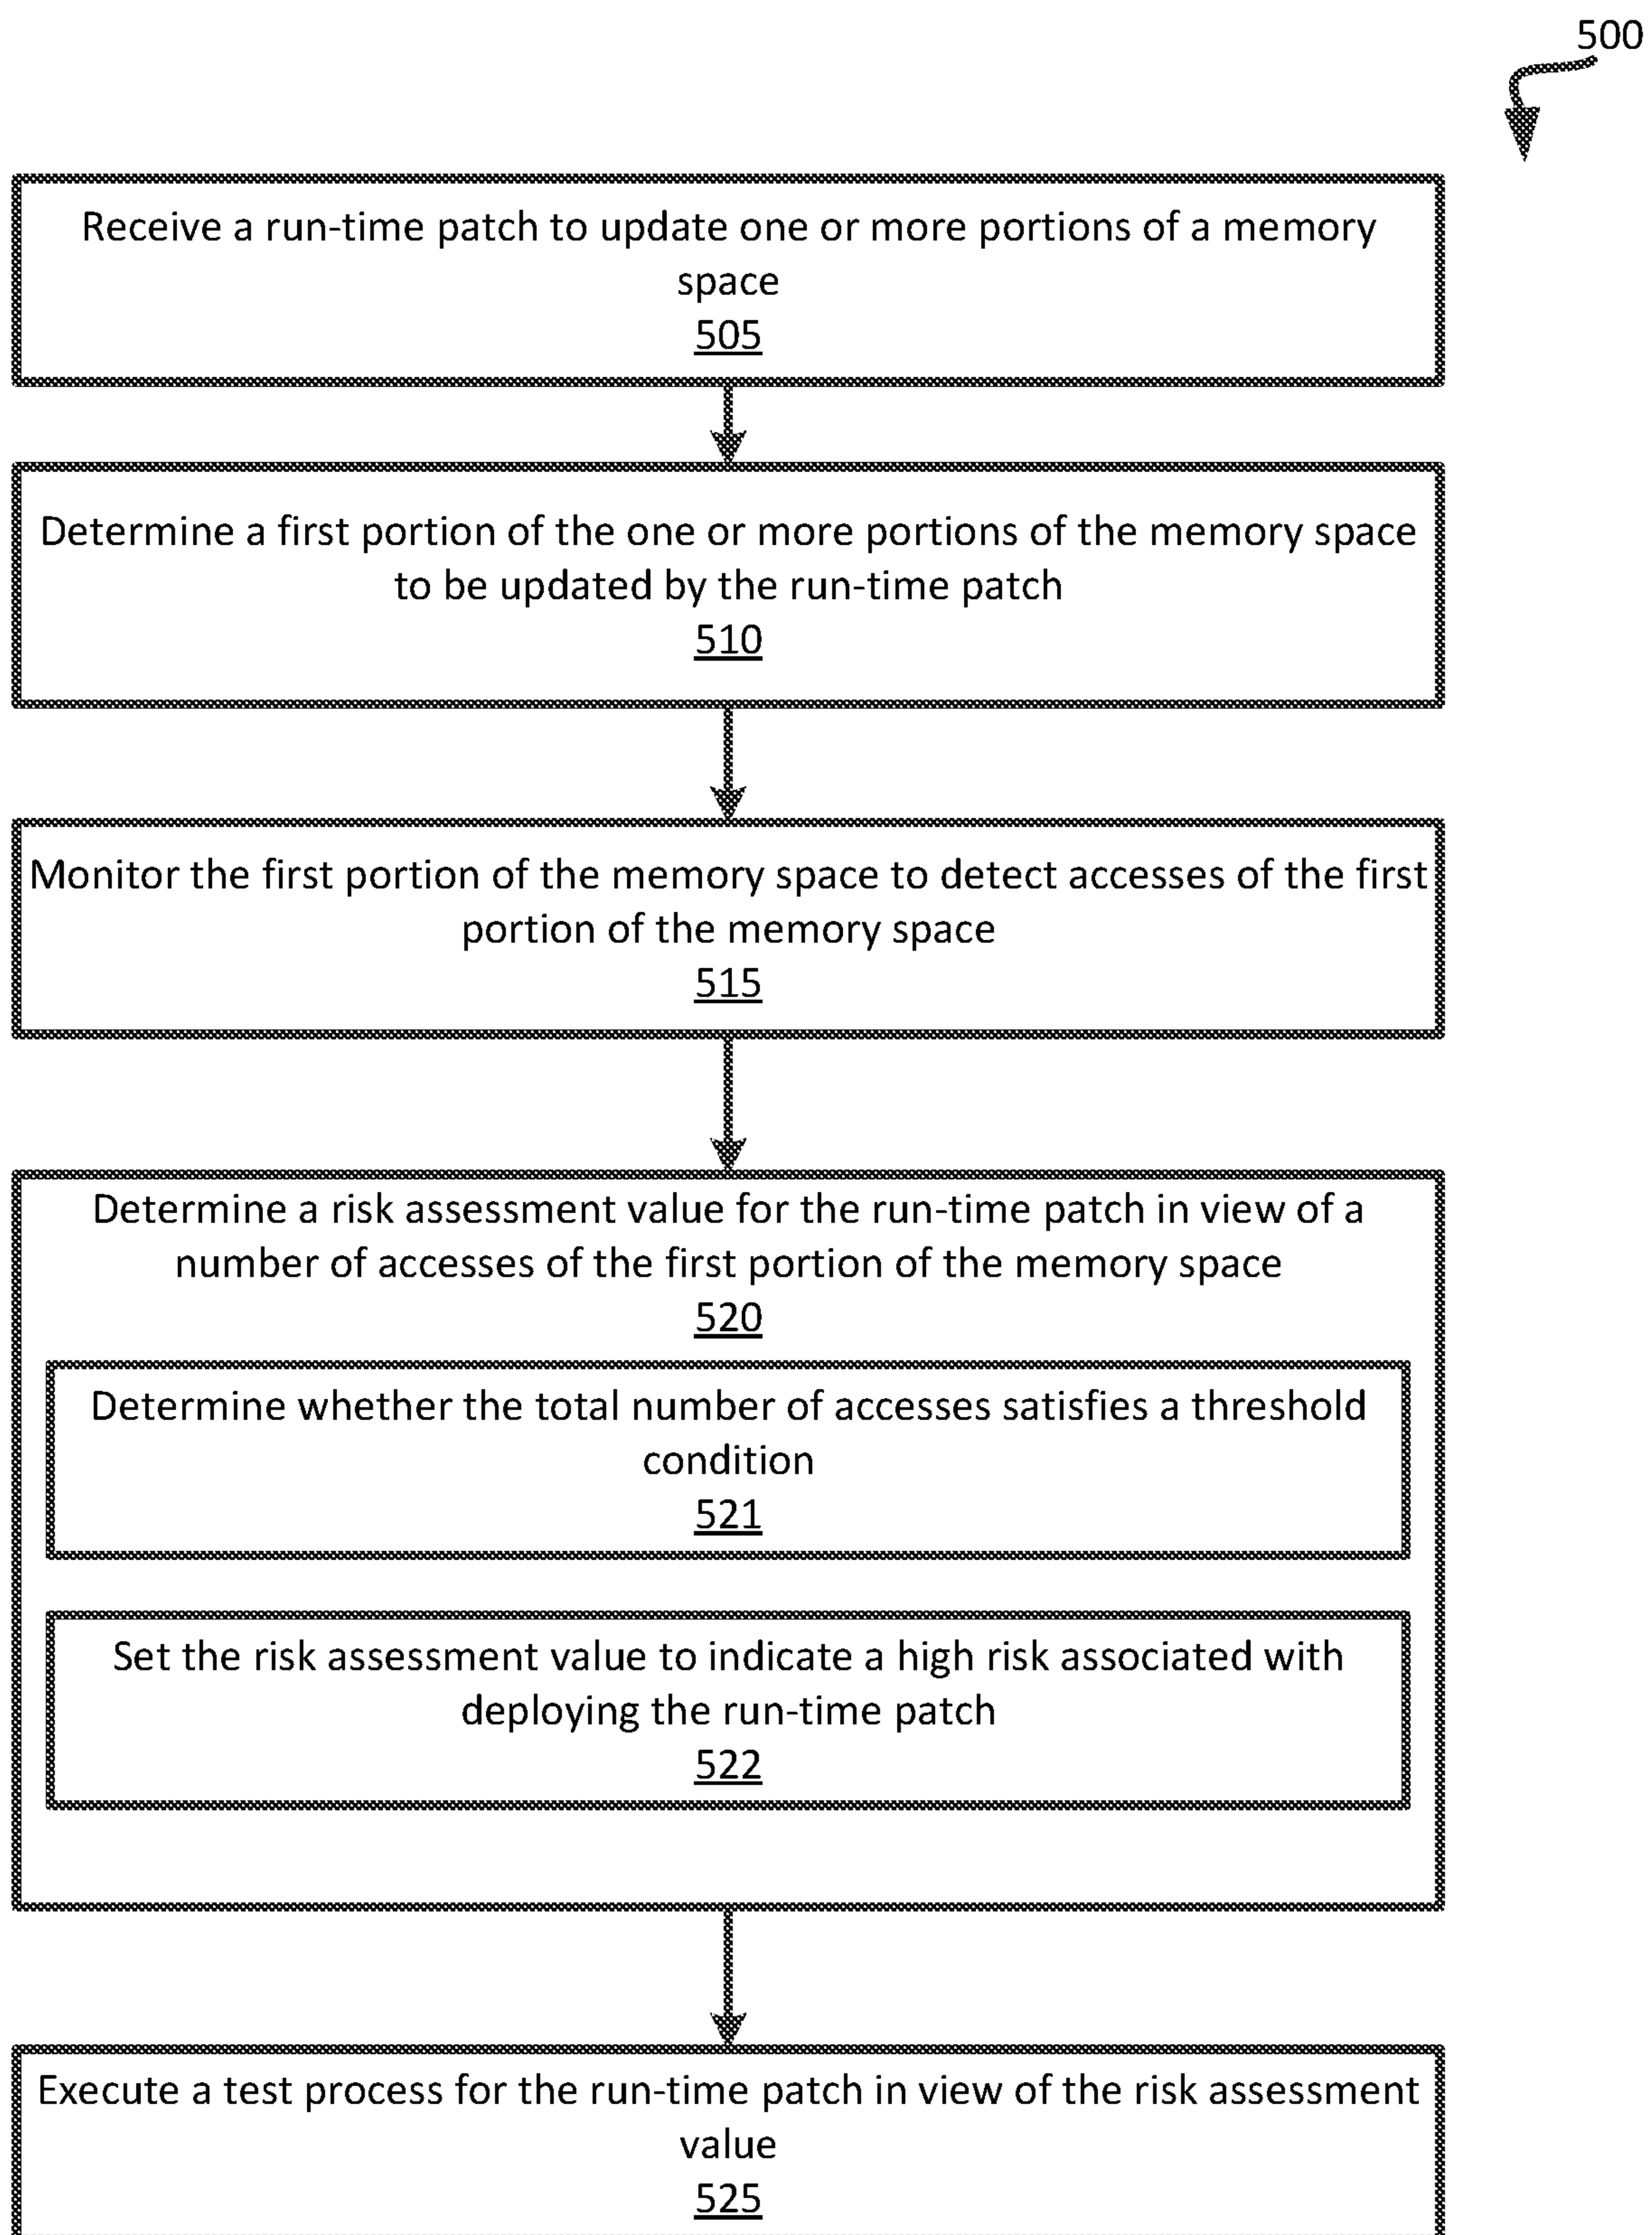 500
Receive a run-time patch to update one or more portions of a memory
space
505
Determine a first portion of the one or more portions of the memory space
to be updated by the run-time patch
510
Monitor the first portion of the memory space to detect accesses of the first
portion of the memory space
515
Determine a risk assessment value for the run-time patch in view of a
number of accesses of the first portion of the memory space
520
Determine whether the total number of accesses satisfies a threshold
condition
521
Set the risk assessment value to indicate a high risk associated with
deploying the run-time patch
522
Execute a test process for the run-time patch in view of the risk assessment
value
525